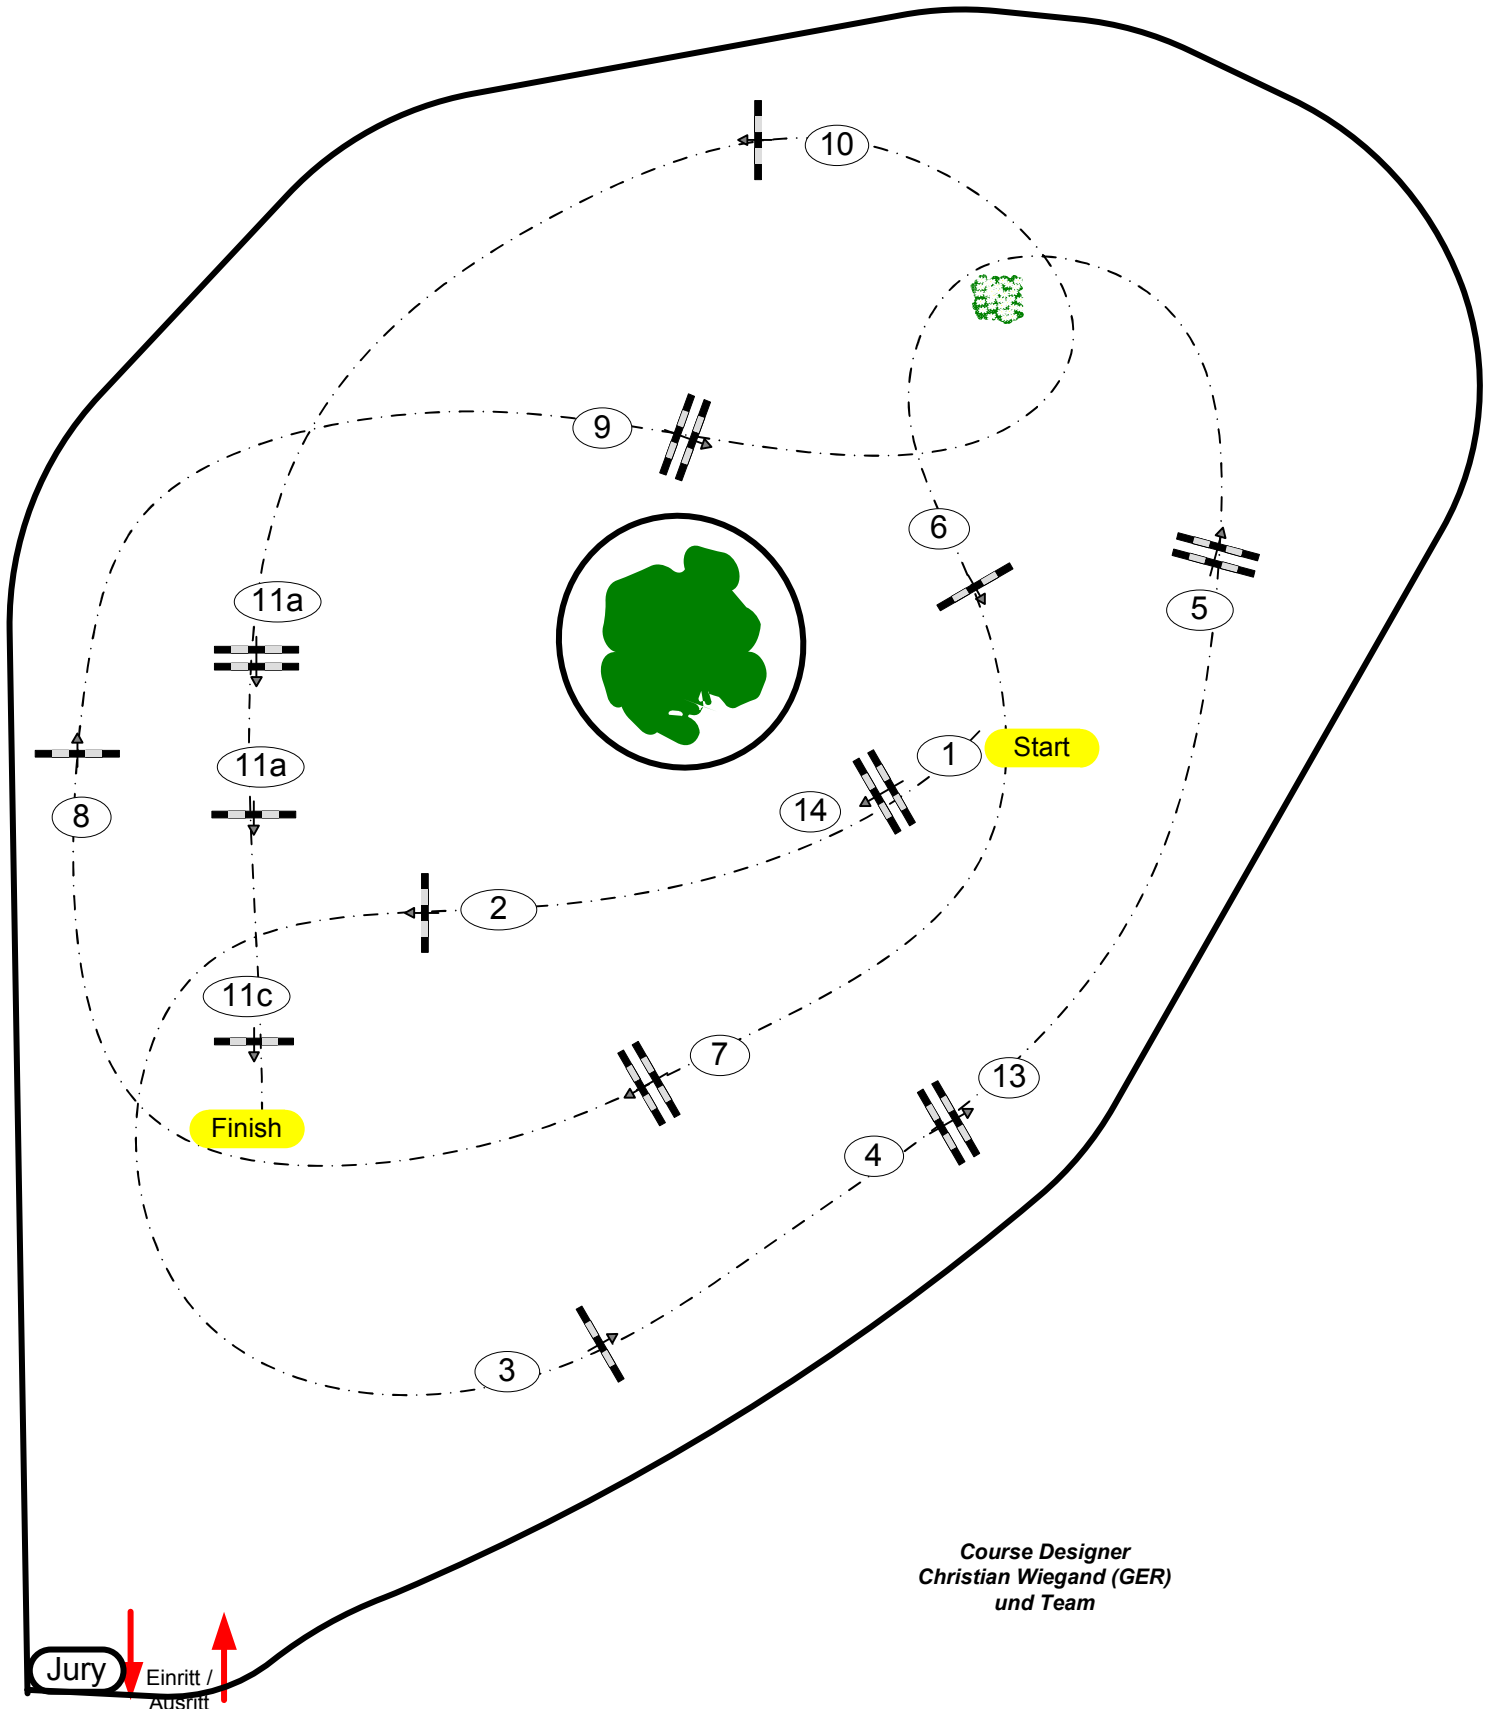 10
9
6
11a
5
1
Start
11a
14
8
2
11c
7
13
Finish
4
3
Course Designer
Christian Wiegand (GER)
und Team
Jury
Einritt /
Ausritt